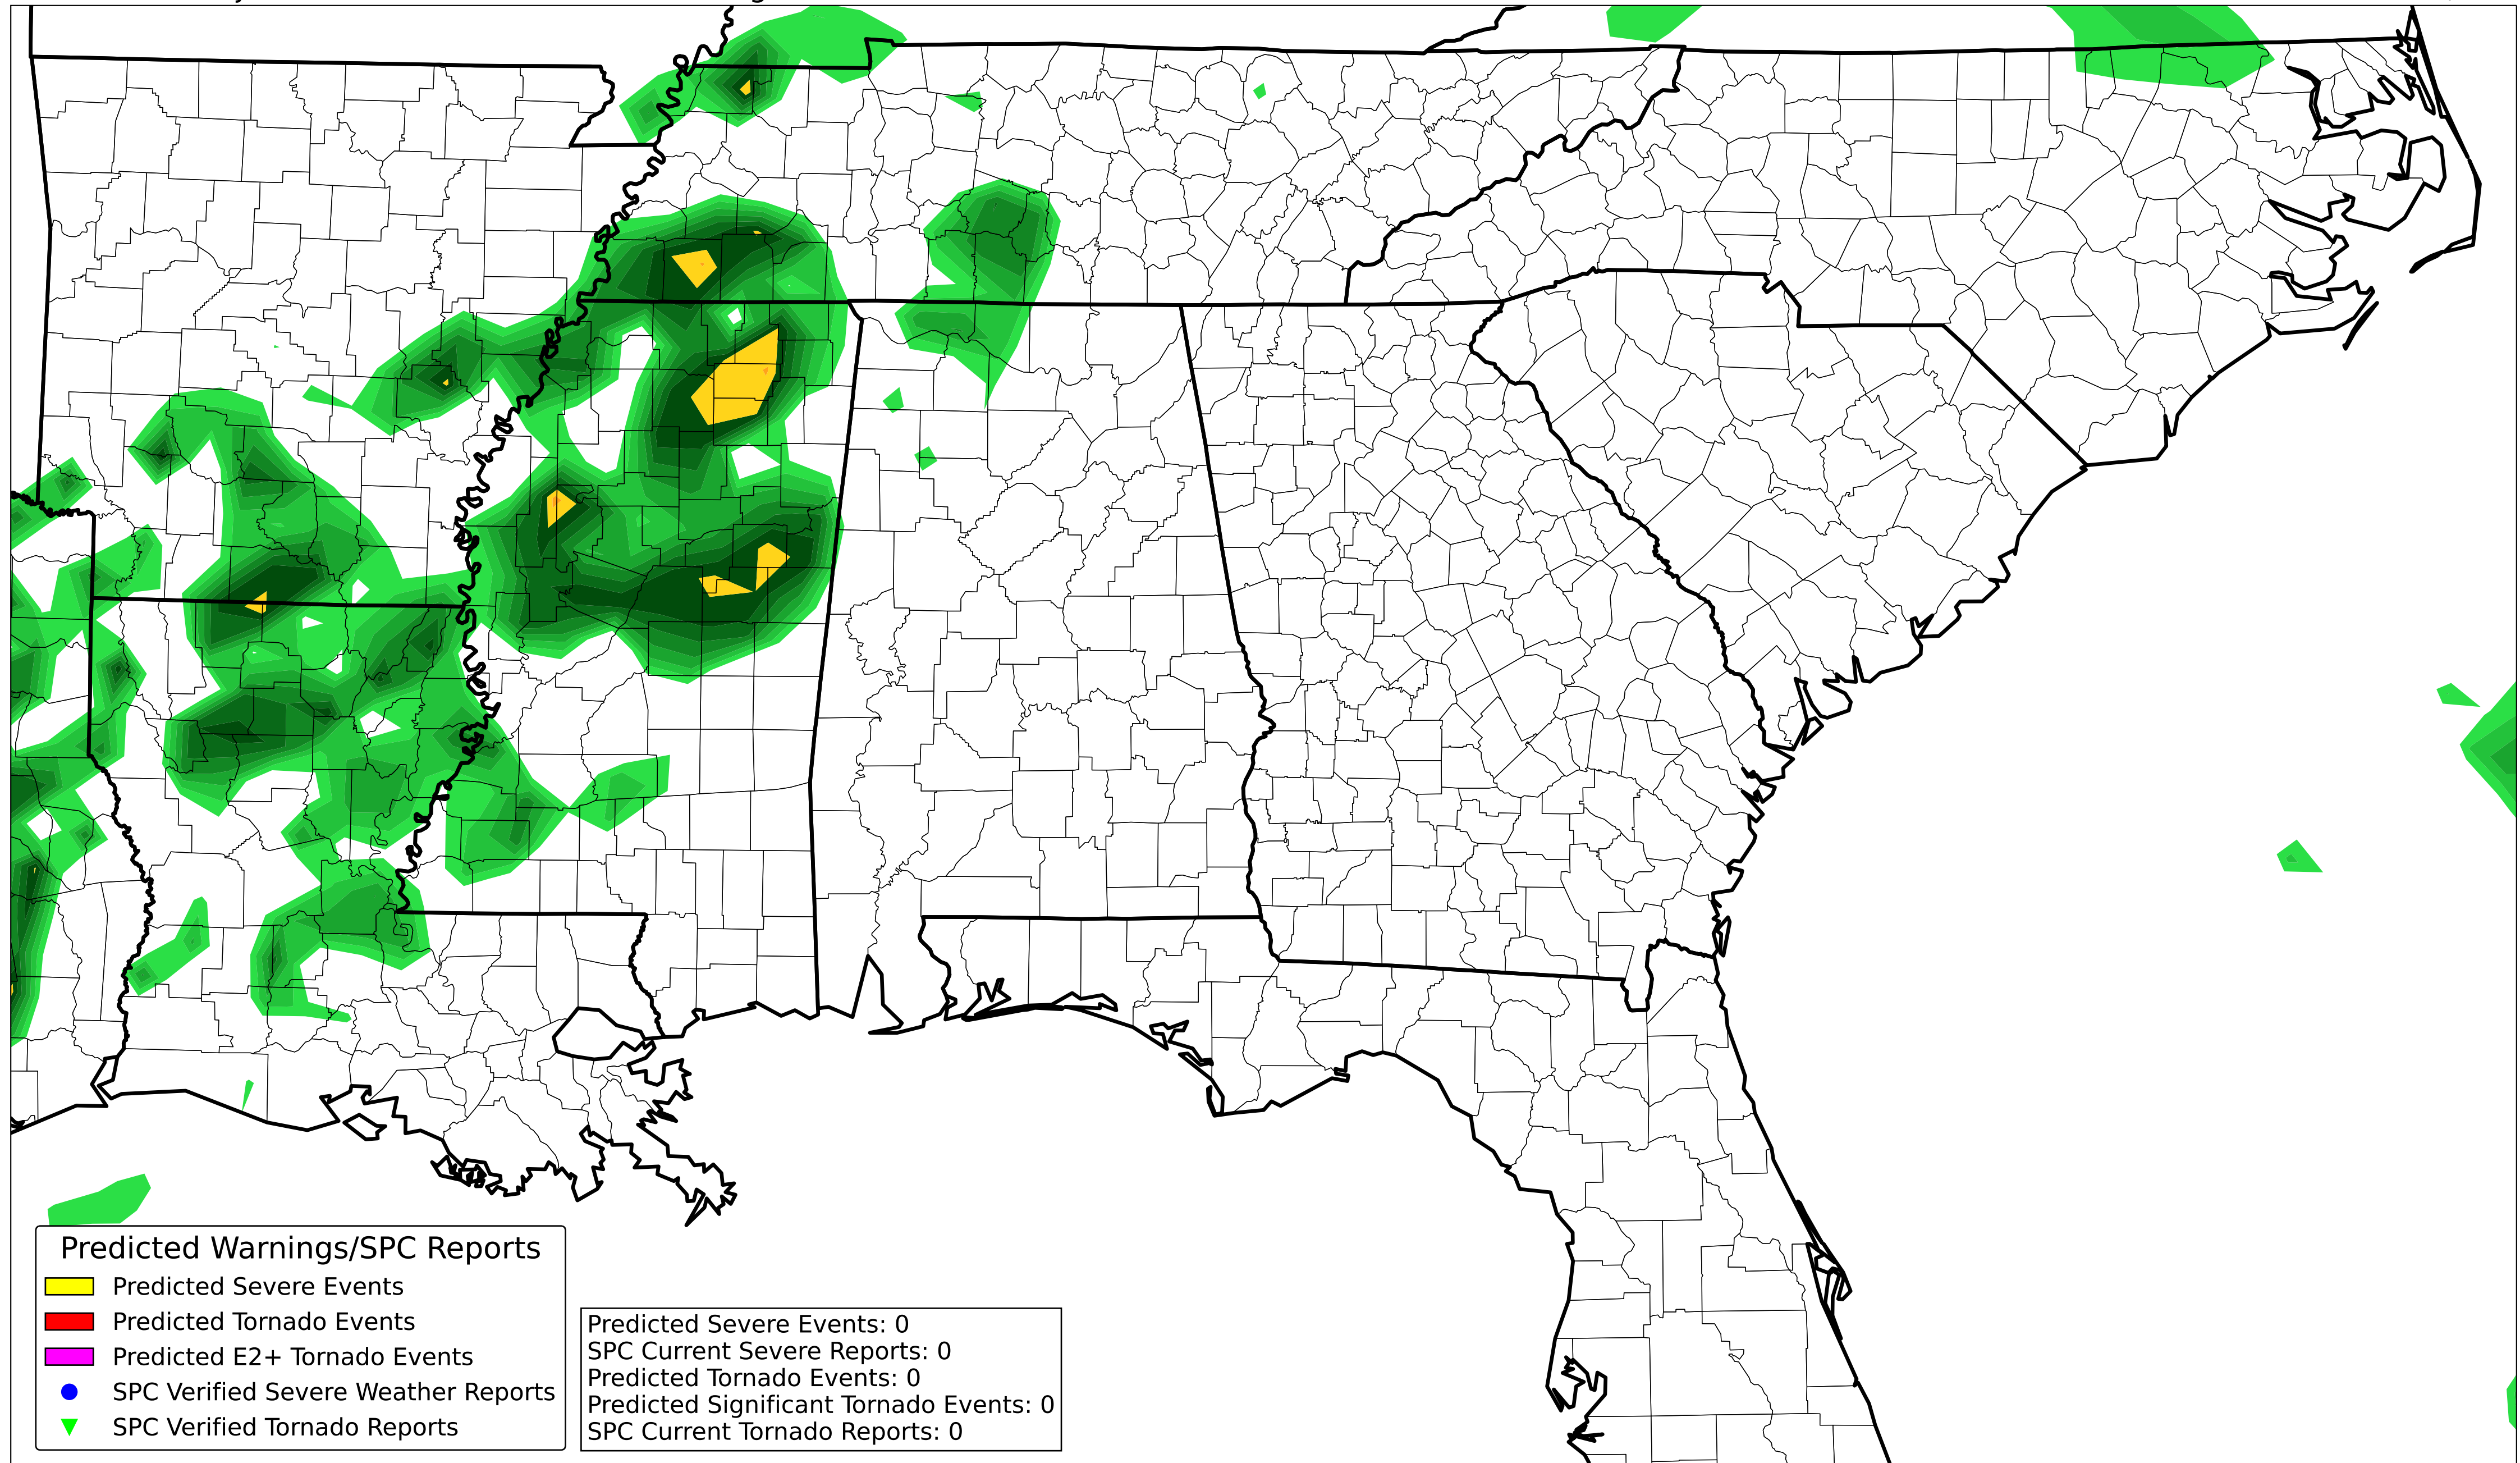 Predicted Warnings/SPC Reports
Predicted Severe Events
Predicted Tornado Events
Predicted E2+ Tornado Events
SPC Verified Severe Weather Reports
SPC Verified Tornado Reports
Predicted Severe Events: 0
SPC Current Severe Reports: 0
Predicted Tornado Events: 0
Predicted Significant Tornado Events: 0
SPC Current Tornado Reports: 0